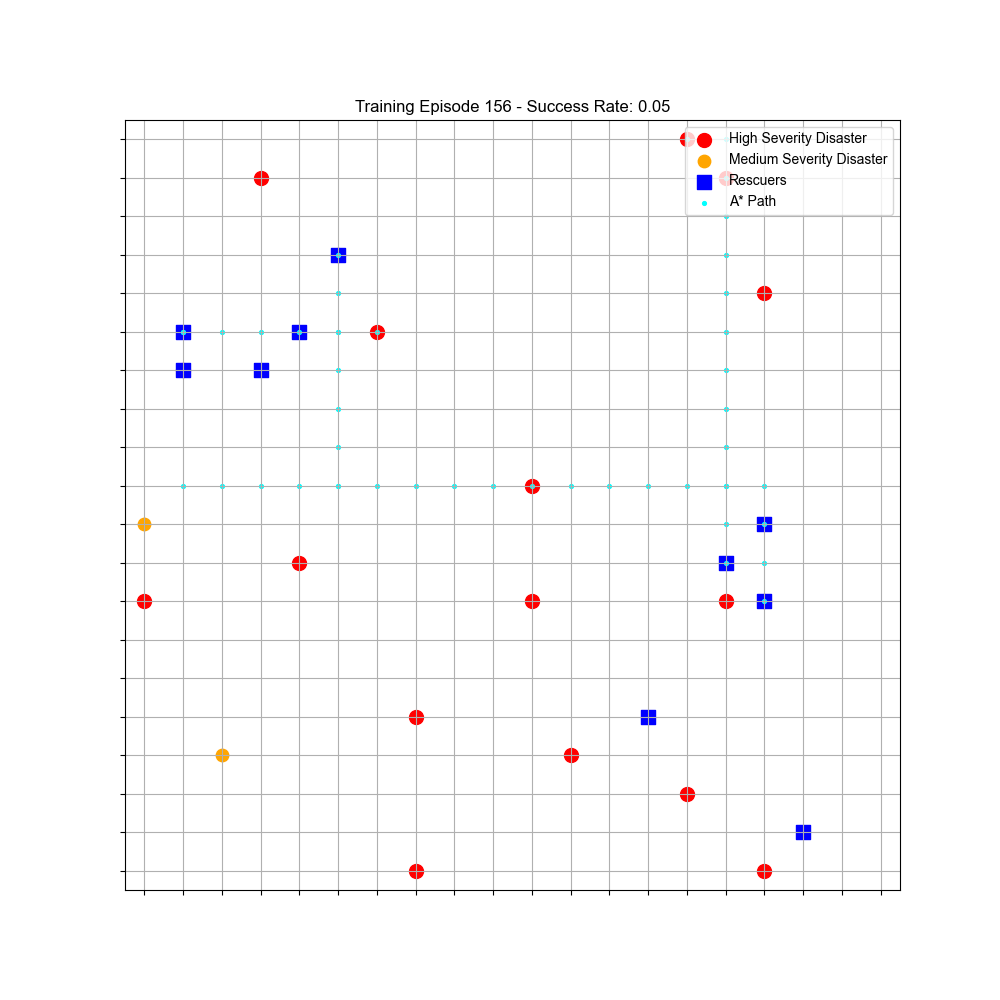 Training Episode 156 - Success Rate: 0.05
High Severity Disaster
Medium Severity Disaster
Rescuers
A* Path